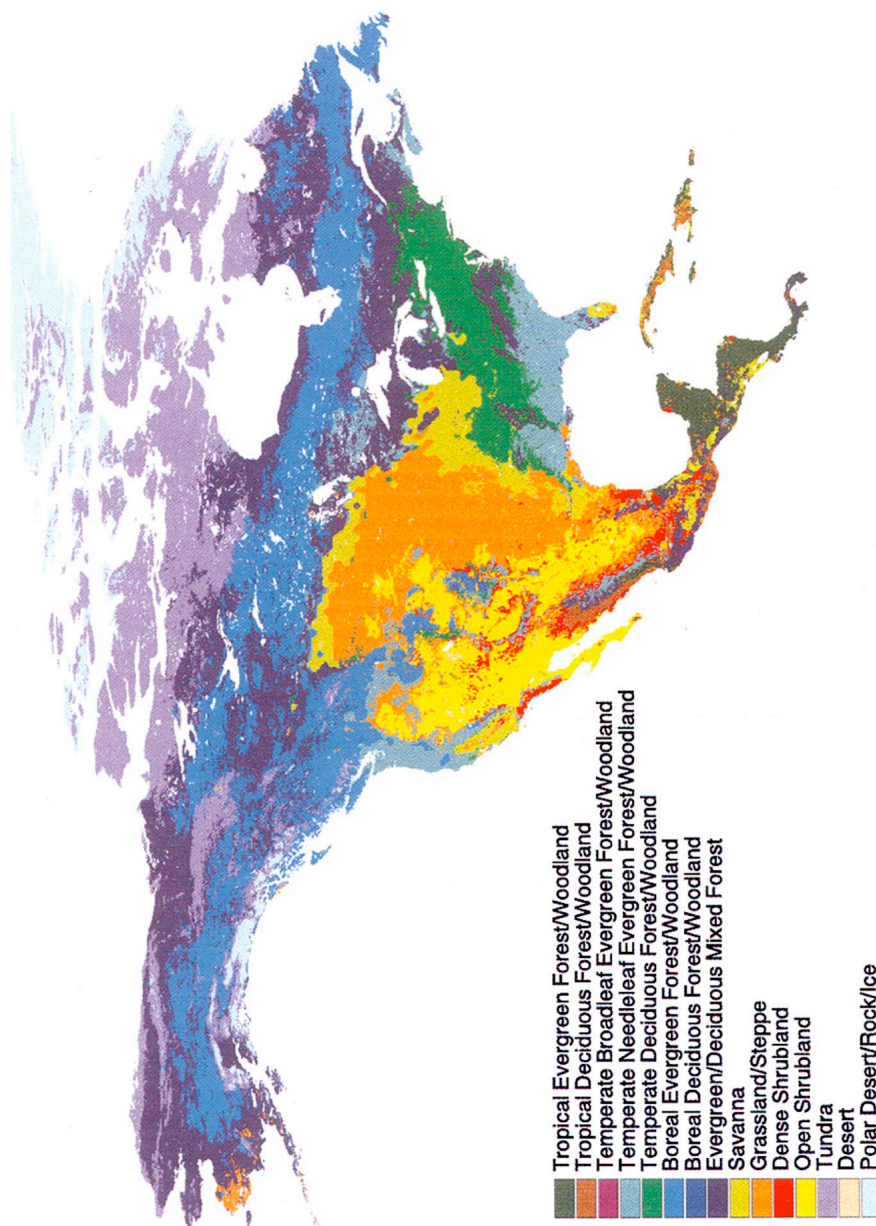 Tropical Evergreen Forest/Woodland
Tropical Deciduous Forest/Woodland
Temperate Broadleaf Evergreen Forest/Woodland
Temperate Needleleaf Evergreen Forest/Woodland
Temperate Deciduous Forest/Woodland
Boreal Evergreen Forest/Woodland
Boreal Deciduous Forest/Woodland
Evergreen/Deciduous Mixed Forest
Savanna
Grassland/Steppe
Dense Shrubland
Open Shrubland
Tundra
Desert
Polar Desert/Rock/Ice